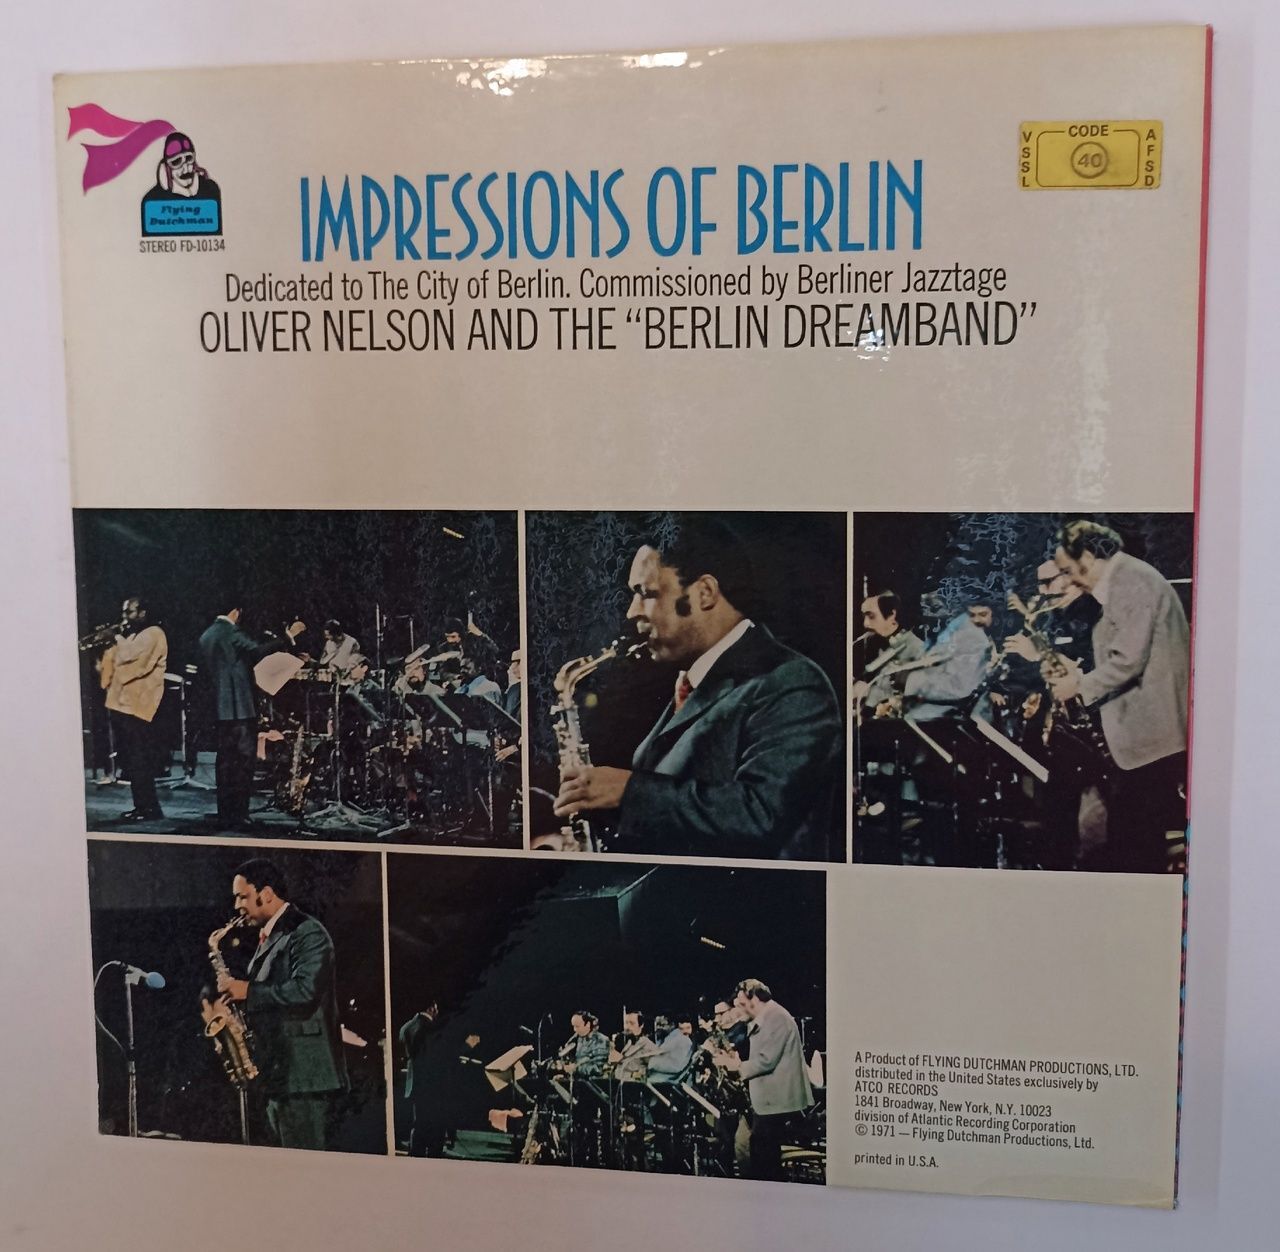 Flying
Dutchman
STEREO FD-10134
VSSL
CODE
40
AFSD
IMPRESSIONS OF BERLIN
Dedicated to The City of Berlin. Commissioned by Berliner Jazztage
OLIVER NELSON AND THE “BERLIN DREAMBAND”
A Product of FLYING DUTCHMAN PRODUCTIONS, LTD.
distributed in the United States exclusively by
ATCO RECORDS
1841 Broadway, New York, N.Y. 10023
division of Atlantic Recording Corporation
© 1971 — Flying Dutchman Productions, Ltd.
printed in U.S.A.